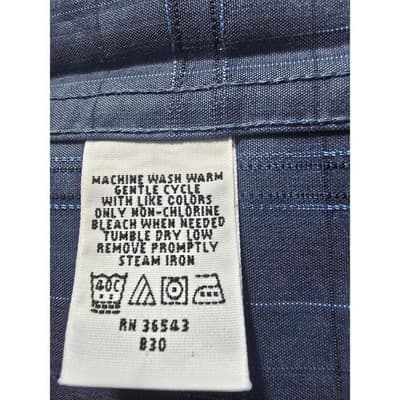 MACHINE WASH WARM
GENTLE CYCLE
WITH LIKE COLORS
ONLY NON-CHLORINE
BLEACH WHEN NEEDED
TUMBLE DRY LOW
REMOVE PROMPTLY
STEAM IRON
40C
RN 36543
B30